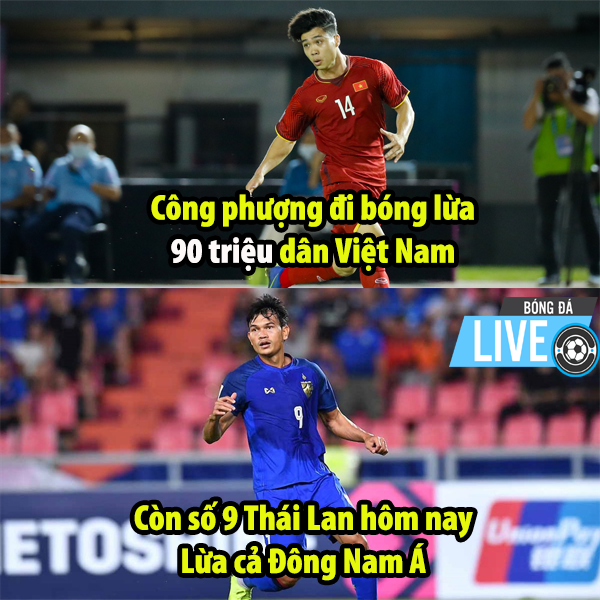 14
Công phượng đi bóng lừa
90 triệu dân Việt Nam
BÓNG ĐÁ
LIVE
9
Còn số 9 Thái Lan hôm nay
Lừa cả Đông Nam Á
UnionPay